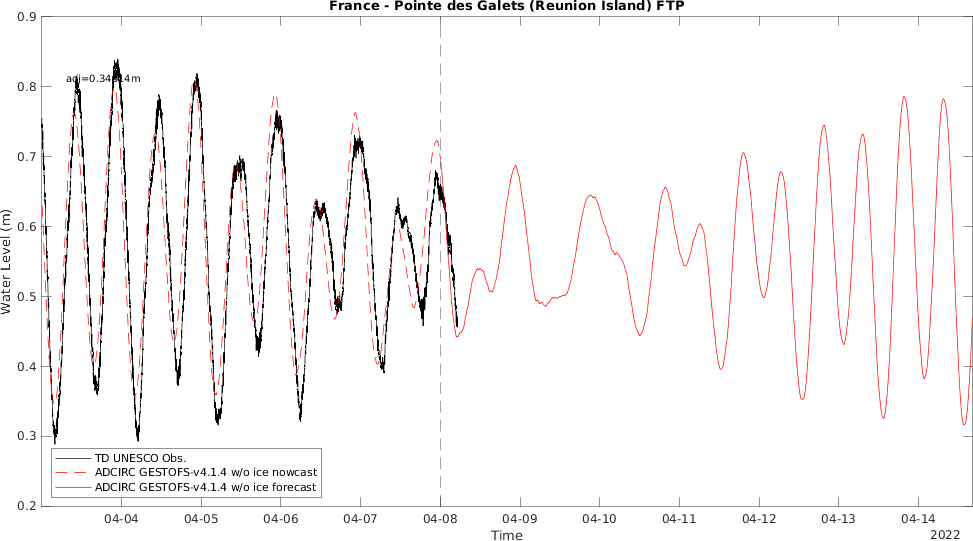 France - Pointe des Galets (Reunion Island) FTP
0.9
0.8
0.7
0.6
0.5
0.4
0.3
0.2
Water Level (m)
TD UNESCO Obs.
ADCIRC GESTOFS-v4.1.4 w/o ice nowcast
ADCIRC GESTOFS-v4.1.4 w/o ice forecast
04-04 04-05 04-06 04-07 04-08 04-09 04-10 04-11 04-12 04-13 04-14
Time
2022